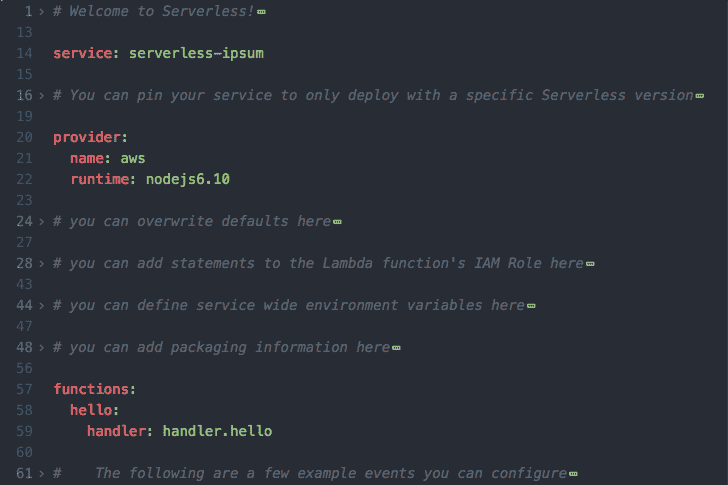 1 > # Welcome to Serverless!
13
14 service: serverless-ipsum
15
16 > # You can pin your service to only deploy with a specific Serverless version
19
20 provider:
21   name: aws
22   runtime: nodejs6.10
23
24 > # you can overwrite defaults here
27
28 > # you can add statements to the Lambda function's IAM Role here
43
44 > # you can define service wide environment variables here
47
48 > # you can add packaging information here
56
57 functions:
58   hello:
59     handler: handler.hello
60
61 > #    The following are a few example events you can configure